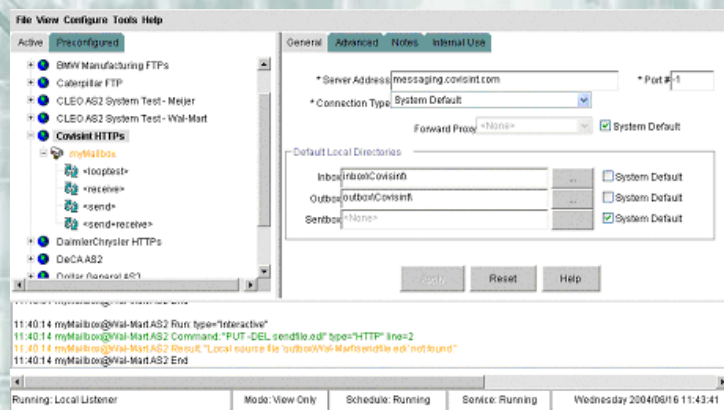 File View Configure Tools Help
Active Preconfigured
General Advanced Notes Internal Use
BMW Manufacturing FTPs
Caterpillar FTP
CLEO AS2 System Test - Meijer
CLEO AS2 System Test - Wal-Mart
Covisint HTTPs
myMailbox
<looptest>
<receive>
<send>
<send+receive>
DaimlerChrysler HTTPs
DeCA AS2
Dollar General AS2
* Server Address messaging.covisint.com * Port # -1
* Connection Type System Default
Forward Proxy <None> System Default
Default Local Directories
Inbox inbox\Covisint\ ... System Default
Outbox outbox\Covisint\ ... System Default
Sentbox <None> System Default
Apply Reset Help
11:40:14 myMailbox@Wal-Mart AS2 Run: type="Interactive"
11:40:14 myMailbox@Wal-Mart AS2 Command: "PUT -DEL sendfile.edi" type="HTTP" line=2
11:40:14 myMailbox@Wal-Mart AS2 Result: "Local source file 'outbox\Wal-Mart\sendfile.edi' not found"
11:40:14 myMailbox@Wal-Mart AS2 End
Running: Local Listener Mode: View Only Schedule: Running Service: Running Wednesday 2004/06/16 11:43:41